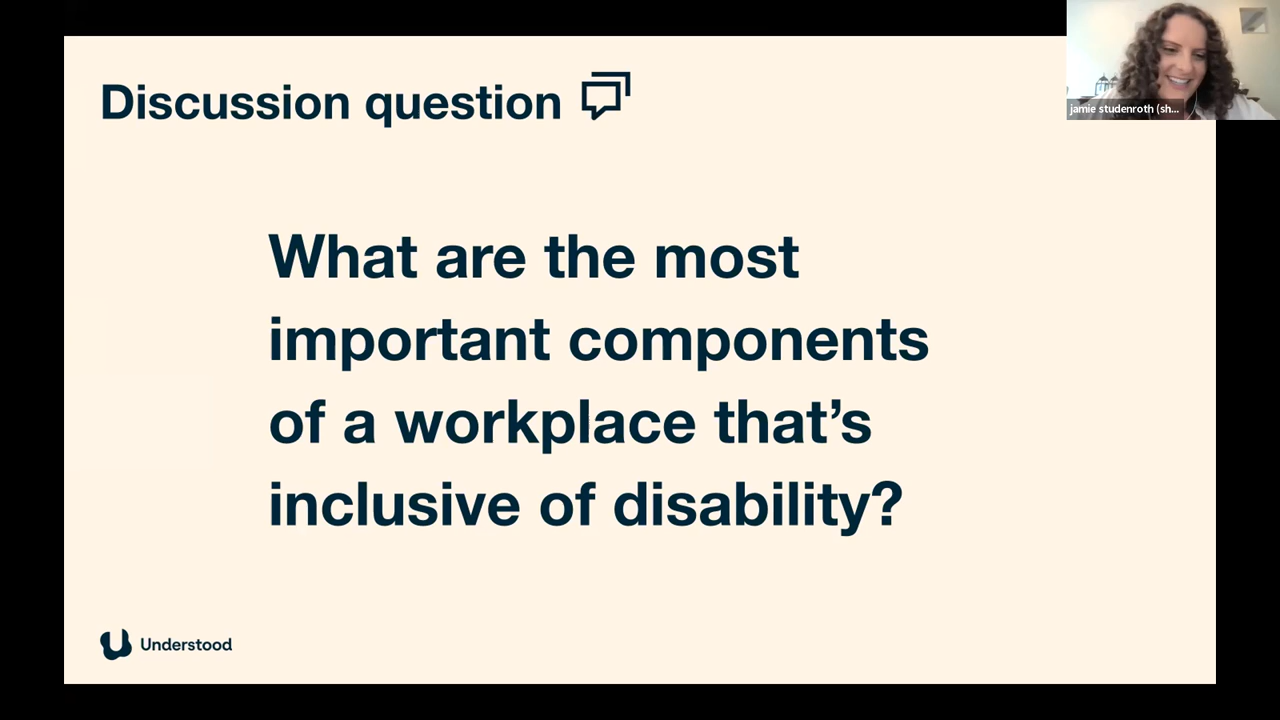 Discussion question
jamie studenroth (sh...
What are the most
important components
of a workplace that’s
inclusive of disability?
Understood